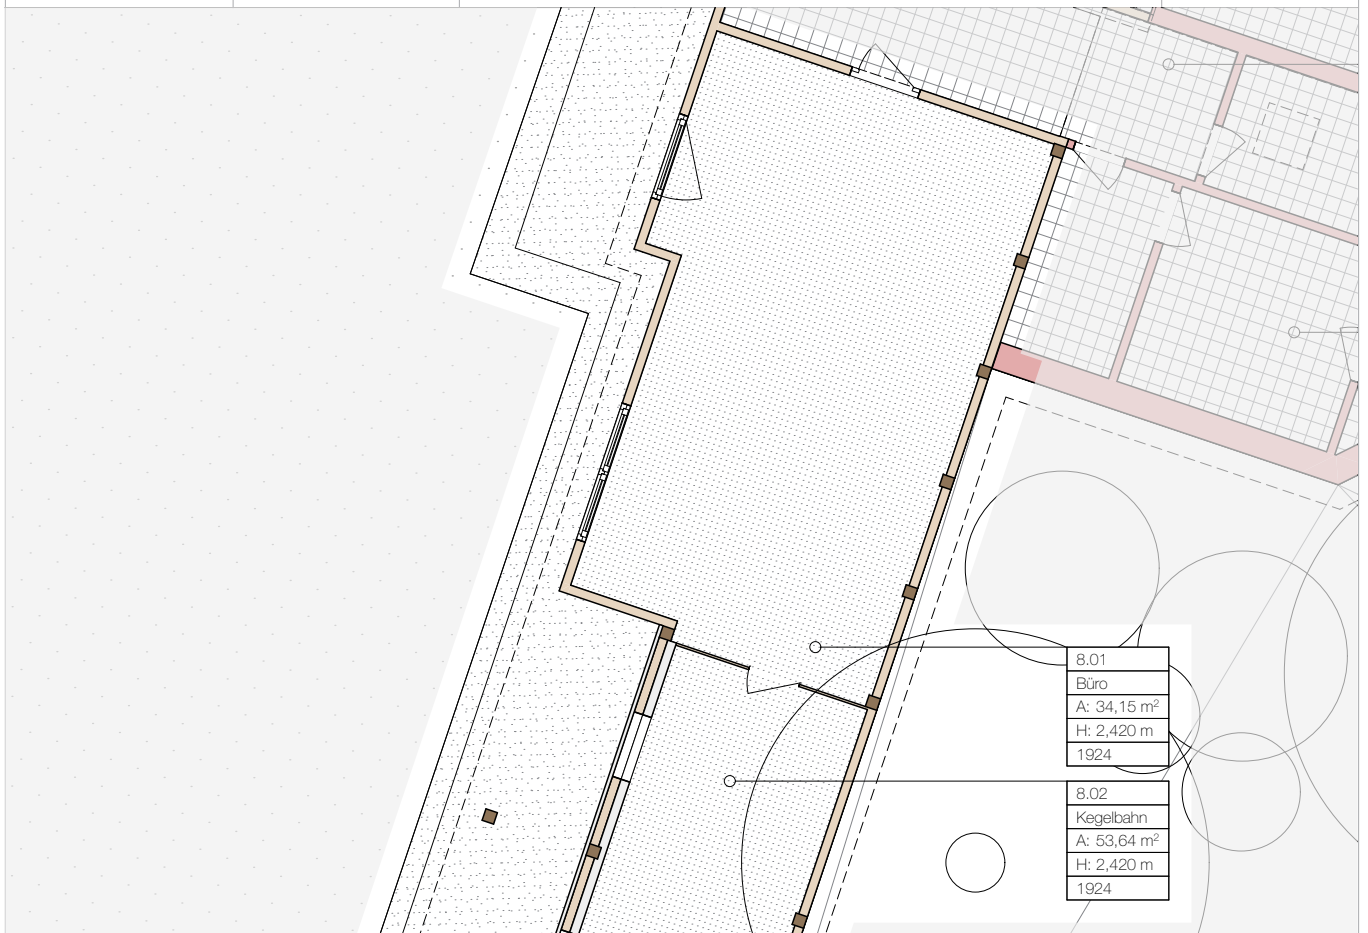 8.01
Büro
A: 34,15 m²
H: 2,420 m
1924
8.02
Kegelbahn
A: 53,64 m²
H: 2,420 m
1924